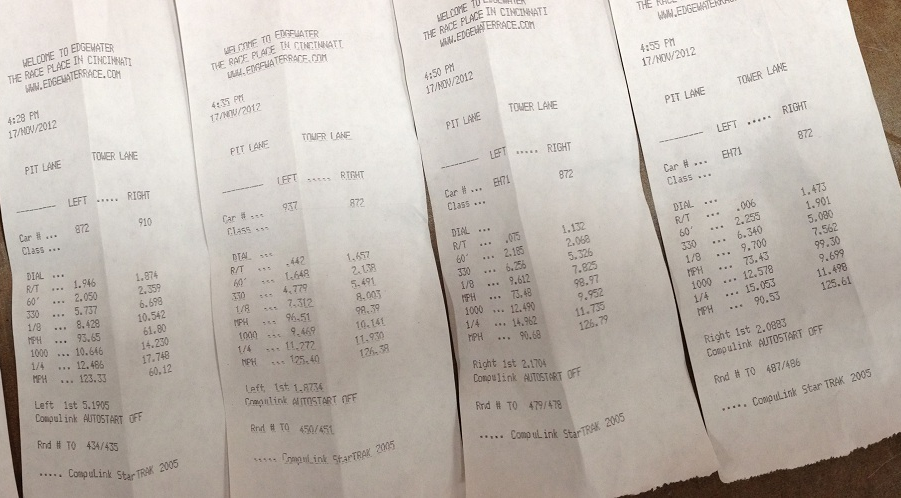 WELCOME TO EDGEWATER
THE RACE PLACE IN CINCINNATI
WWW.EDGEWATERRACE.COM
4:28 PM
17/NOV/2012
PIT LANE TOWER LANE
________ LEFT ..... RIGHT
Car # ... 872 910
Class ...
DIAL ...
R/T ... 1.946 1.874
60' ... 2.050 2.359
330 ... 5.737 6.698
1/8 ... 8.428 10.542
MPH ... 93.65 61.80
1000 ... 10.646 14.230
1/4 ... 12.486 17.748
MPH ... 123.33 60.12
Left 1st 5.1905
Compulink AUTOSTART OFF
Rnd # TO 434/435
..... CompuLink StarTRAK 2005
WELCOME TO EDGEWATER
THE RACE PLACE IN CINCINNATI
WWW.EDGEWATERRACE.COM
4:35 PM
17/NOV/2012
PIT LANE TOWER LANE
________ LEFT ..... RIGHT
Car # ... 937 872
Class ...
DIAL ...
R/T ... .442 1.657
60' ... 1.648 2.138
330 ... 4.779 5.491
1/8 ... 7.312 8.003
MPH ... 96.51 98.39
1000 ... 9.469 10.141
1/4 ... 11.272 11.930
MPH ... 125.40
Left 1st 1.8734
Compulink AUTOSTART OFF
Rnd # TO 450/451
..... CompuLink StarTRAK 2005
WELCOME TO EDGEWATER
THE RACE PLACE IN CINCINNATI
WWW.EDGEWATERRACE.COM
4:50 PM
17/NOV/2012
PIT LANE TOWER LANE
________ LEFT ..... RIGHT
Car # ... EH71 872
Class ...
DIAL ...
R/T ... .075 1.132
60' ... 2.185 2.068
330 ... 6.256 5.326
1/8 ... 9.612 7.825
MPH ... 73.48 98.97
1000 ... 12.490 9.952
1/4 ... 14.962 11.735
MPH ... 90.68 126.79
Right 1st 2.1704
Compulink AUTOSTART OFF
Rnd # TO 479/478
..... CompuLink StarTRAK 2005
WWW.EDGEWATERRA
4:55 PM
17/NOV/2012
PIT LANE TOWER LANE
________ LEFT ..... RIGHT
Car # ... EH71 872
Class ...
DIAL ...
R/T ... .006 1.473
60' ... 2.255 1.901
330 ... 6.340 5.080
1/8 ... 9.700 7.562
MPH ... 73.43 99.30
1000 ... 12.578 9.699
1/4 ... 15.053 11.498
MPH ... 90.53 125.61
Right 1st 2.0883
Compulink AUTOSTART OFF
Rnd # TO 487/486
..... CompuLink StarTRAK 2005